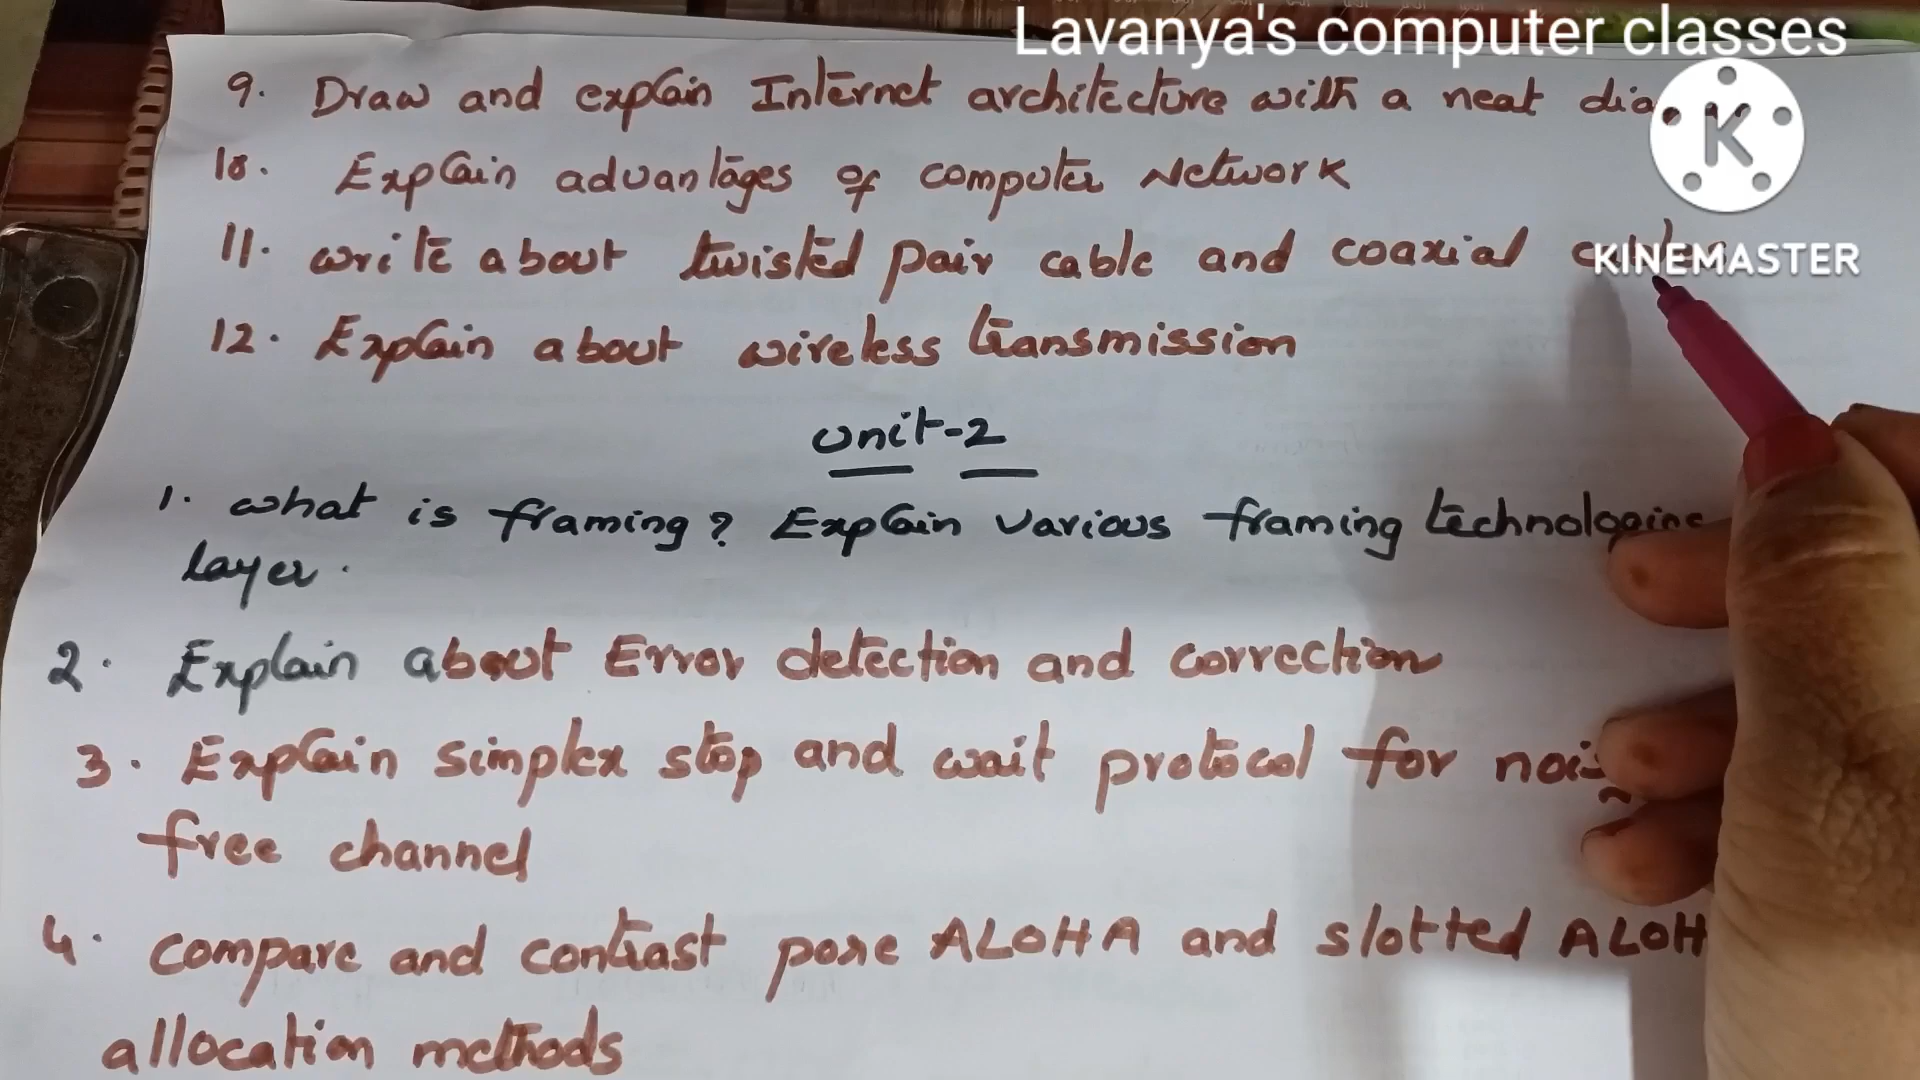 Lavanya's computer classes
9. Draw and explain Internet architecture with a neat
K
10. Explain advantages of computer Network
11. write about twisted pair cable and coaxial
KINEMASTER
12. Explain about wireless transmission
Unit-2
1. what is framing? Explain various framing
layer.
2. Explain about Error detection and correction
3. Explain simplex stop and wait protocol for
free channel
4. compare and contrast pore ALOHA and slotted
allocation methods